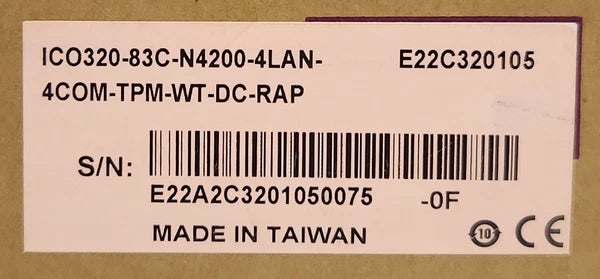 ICO320-83C-N4200-4LAN- E22C320105
4COM-TPM-WT-DC-RAP
S/N:
E22A2C3201050075 -0F
MADE IN TAIWAN 10 CE